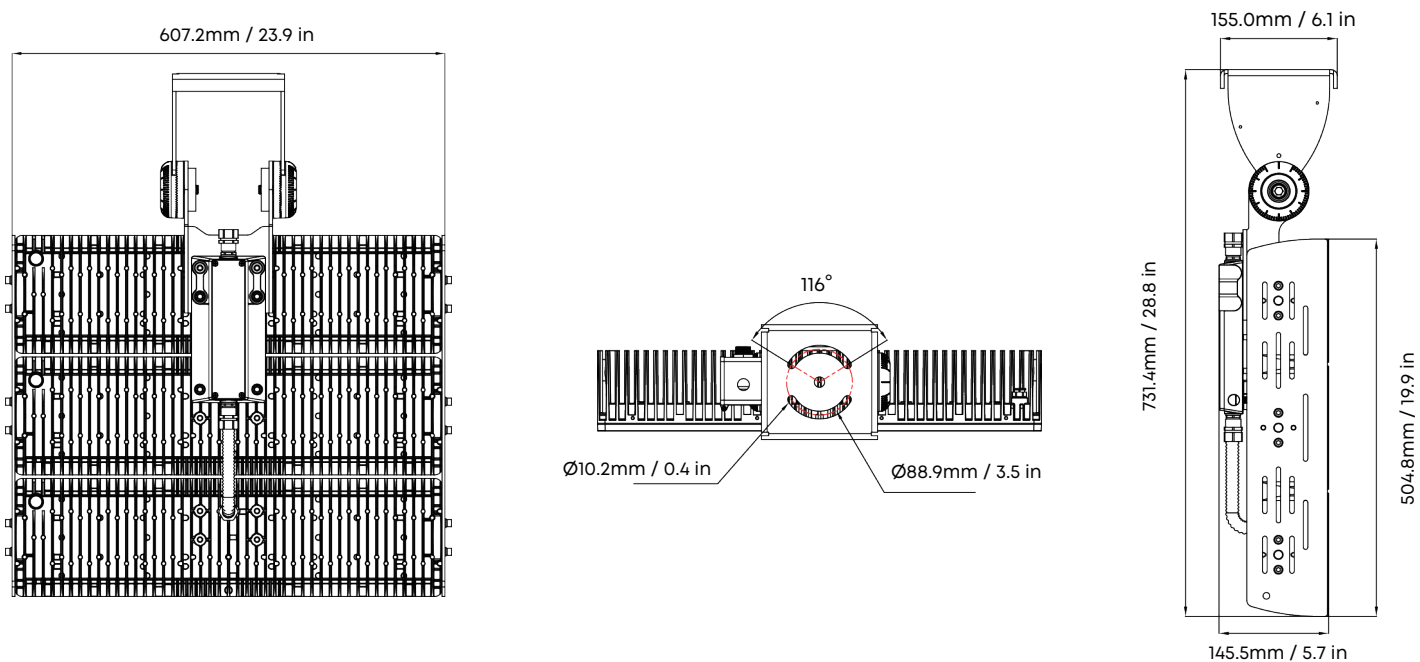 607.2mm / 23.9 in
116°
Ø10.2mm / 0.4 in
Ø88.9mm / 3.5 in
155.0mm / 6.1 in
731.4mm / 28.8 in
504.8mm / 19.9 in
145.5mm / 5.7 in